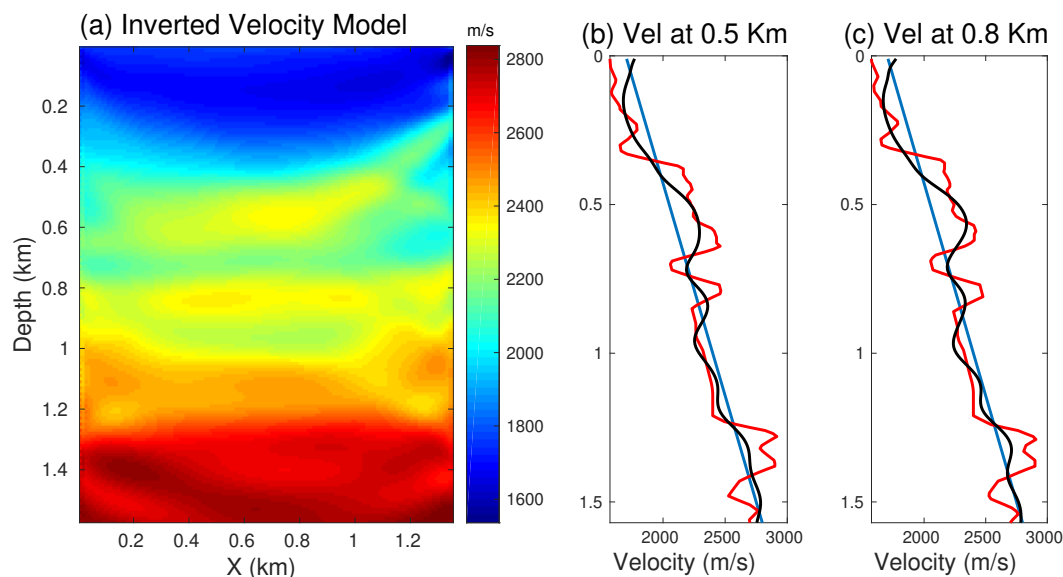 (a) Inverted Velocity Model
m/s
(b) Vel at 0.5 Km
(c) Vel at 0.8 Km
0.2
0.4
0.6
0.8
1
1.2
1.4
Depth (km)
0.2 0.4 0.6 0.8 1 1.2
X (km)
2800
2600
2400
2200
2000
1800
1600
0
0.5
1
1.5
2000 2500 3000
Velocity (m/s)
0
0.5
1
1.5
2000 2500 3000
Velocity (m/s)